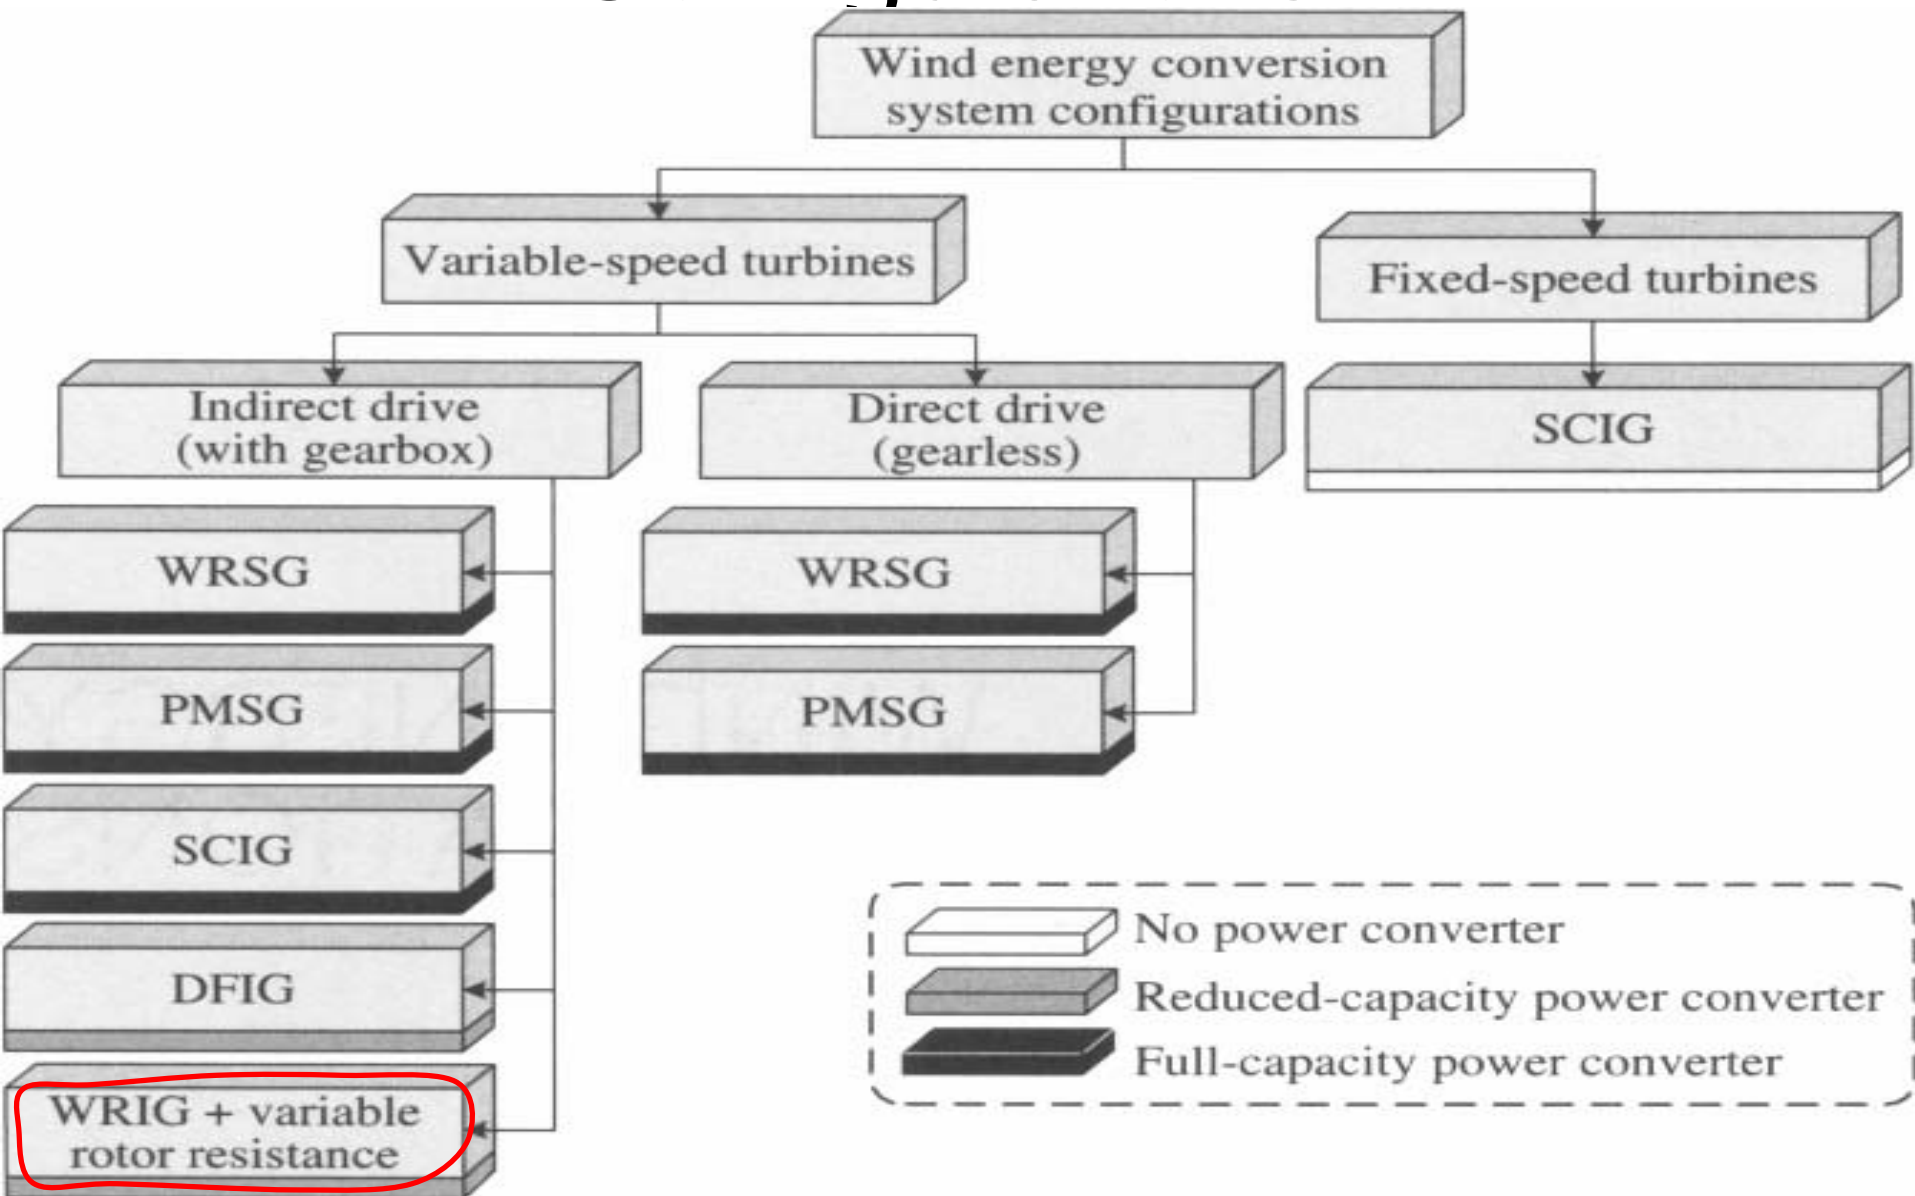 Wind energy conversion
system configurations
Variable-speed turbines
Fixed-speed turbines
Indirect drive
(with gearbox)
Direct drive
(gearless)
SCIG
WRSG
WRSG
PMSG
PMSG
SCIG
DFIG
WRIG + variable
rotor resistance
No power converter
Reduced-capacity power converter
Full-capacity power converter